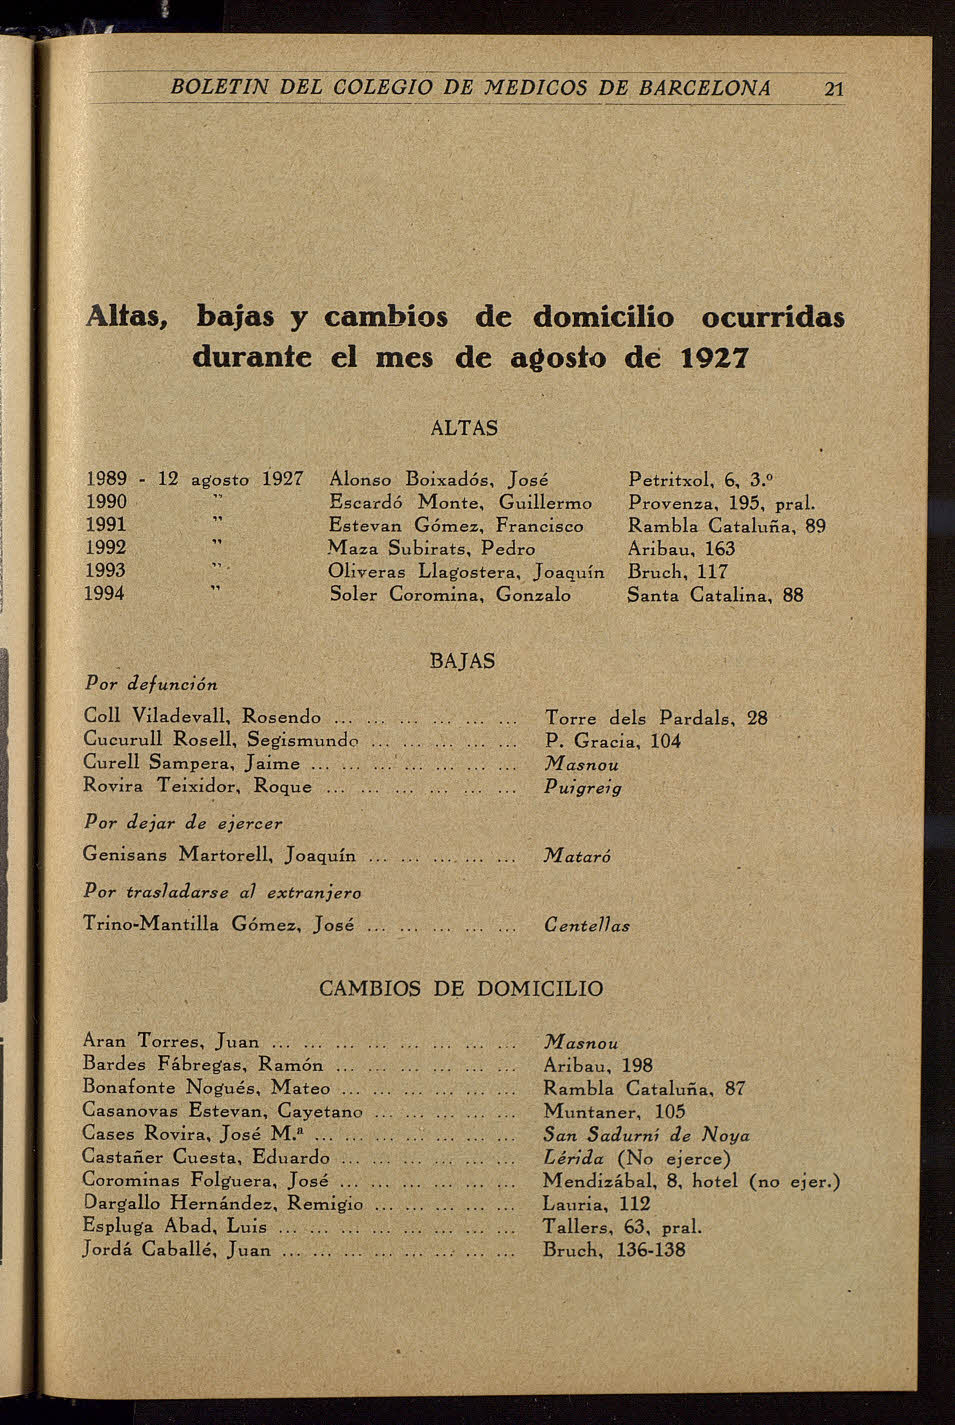 BOLETIN DEL COLEGIO DE MEDICOS DE BARCELONA 21
Altas, bajas y cambios de domicilio ocurridas
durante el mes de agosto de 1927
ALTAS
1989 - 12 agosto 1927 Alonso Boixadós, José Petritxol, 6, 3.º
1990 " Escardó Monte, Guillermo Provenza, 195, pral.
1991 " Estevan Gómez, Francisco Rambla Cataluña, 89
1992 " Maza Subirats, Pedro Aribau, 163
1993 " Oliveras Llagostera, Joaquín Bruch, 117
1994 " Soler Coromina, Gonzalo Santa Catalina, 88
BAJAS
Por defunción
Coll Viladevall, Rosendo ... ... ... ... ... ... Torre dels Pardals, 28
Cucurull Rosell, Segismundo ... ... ... ... ... P. Gracia, 104
Curell Sampera, Jaime ... ... ... ... ... ... ... Masnou
Rovira Teixidor, Roque ... ... ... ... ... ... Puigreig
Por dejar de ejercer
Genisans Martorell, Joaquín ... ... ... ... ... Mataró
Por trasladarse al extranjero
Trino-Mantilla Gómez, José ... ... ... ... ... Centellas
CAMBIOS DE DOMICILIO
Aran Torres, Juan ... ... ... ... ... ... ... ... Masnou
Bardes Fábregas, Ramón ... ... ... ... ... ... Aribau, 198
Bonafonte Nogués, Mateo ... ... ... ... ... ... Rambla Cataluña, 87
Casanovas Estevan, Cayetano ... ... ... ... ... Muntaner, 105
Cases Rovira, José M.ª ... ... ... ... ... ... ... San Sadurní de Noya
Castañer Cuesta, Eduardo ... ... ... ... ... ... Lérida (No ejerce)
Corominas Folguera, José ... ... ... ... ... ... Mendizábal, 8, hotel (no ejer.)
Dargallo Hernández, Remigio ... ... ... ... ... Lauria, 112
Espluga Abad, Luis ... ... ... ... ... ... ... ... Tallers, 63, pral.
Jordá Caballé, Juan ... ... ... ... ... ... ... ... Bruch, 136-138